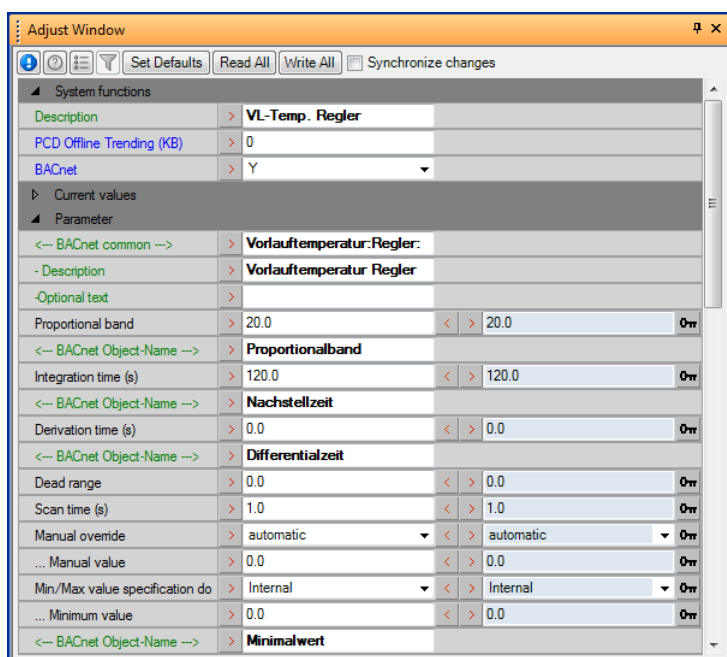 Adjust Window
Set Defaults Read All Write All Synchronize changes
System functions
Description > VL-Temp. Regler
PCD Offline Trending (KB) > 0
BACnet > Y
Current values
Parameter
<--- BACnet common ---> > Vorlauftemperatur:Regler:
- Description > Vorlauftemperatur Regler
-Optional text >
Proportional band > 20.0 < > 20.0
<--- BACnet Object-Name ---> > Proportionalband
Integration time (s) > 120.0 < > 120.0
<--- BACnet Object-Name ---> > Nachstellzeit
Derivation time (s) > 0.0 < > 0.0
<--- BACnet Object-Name ---> > Differentialzeit
Dead range > 0.0 < > 0.0
Scan time (s) > 1.0 < > 1.0
Manual override > automatic < > automatic
... Manual value > 0.0 < > 0.0
Min/Max value specification do > Internal < > Internal
... Minimum value > 0.0 < > 0.0
<--- BACnet Object-Name ---> > Minimalwert